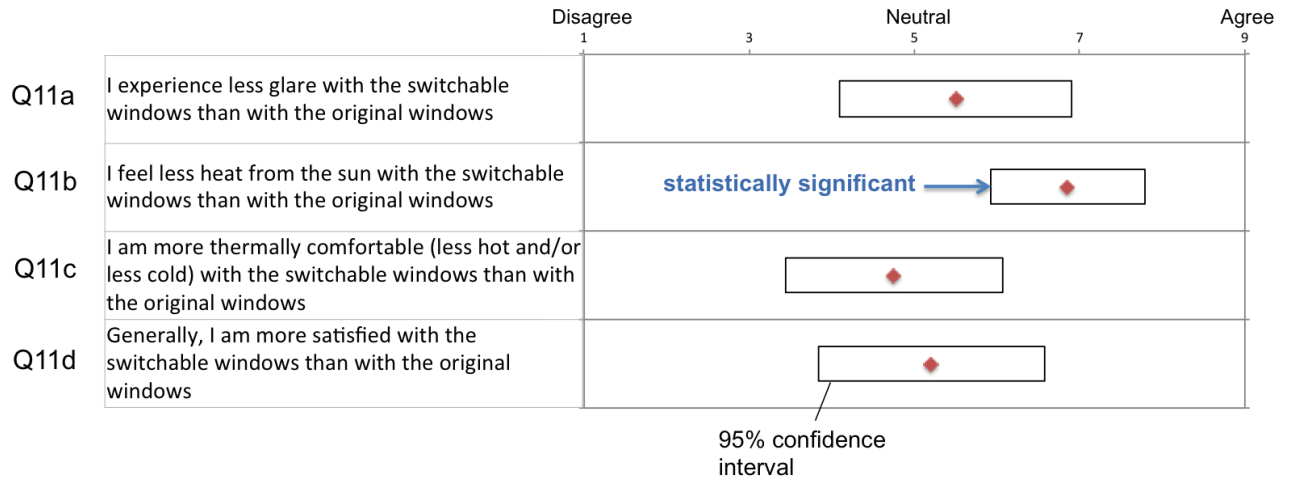 Disagree Neutral Agree
1 3 5 7 9
Q11a
I experience less glare with the switchable
windows than with the original windows
Q11b
I feel less heat from the sun with the switchable
windows than with the original windows
statistically significant
Q11c
I am more thermally comfortable (less hot and/or
less cold) with the switchable windows than with
the original windows
Q11d
Generally, I am more satisfied with the
switchable windows than with the original
windows
95% confidence
interval